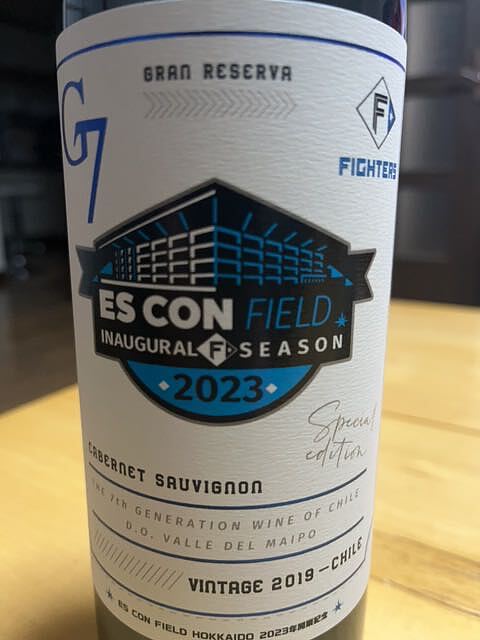 GRAN RESERVA
G7
F
FIGHTERS
ES CON FIELD
INAUGURAL F SEASON
2023
Special
edition
CABERNET SAUVIGNON
THE 7th GENERATION WINE OF CHILE
D.O. VALLE DEL MAIPO
VINTAGE 2019 – CHILE
ES CON FIELD HOKKAIDO 2023年開業記念